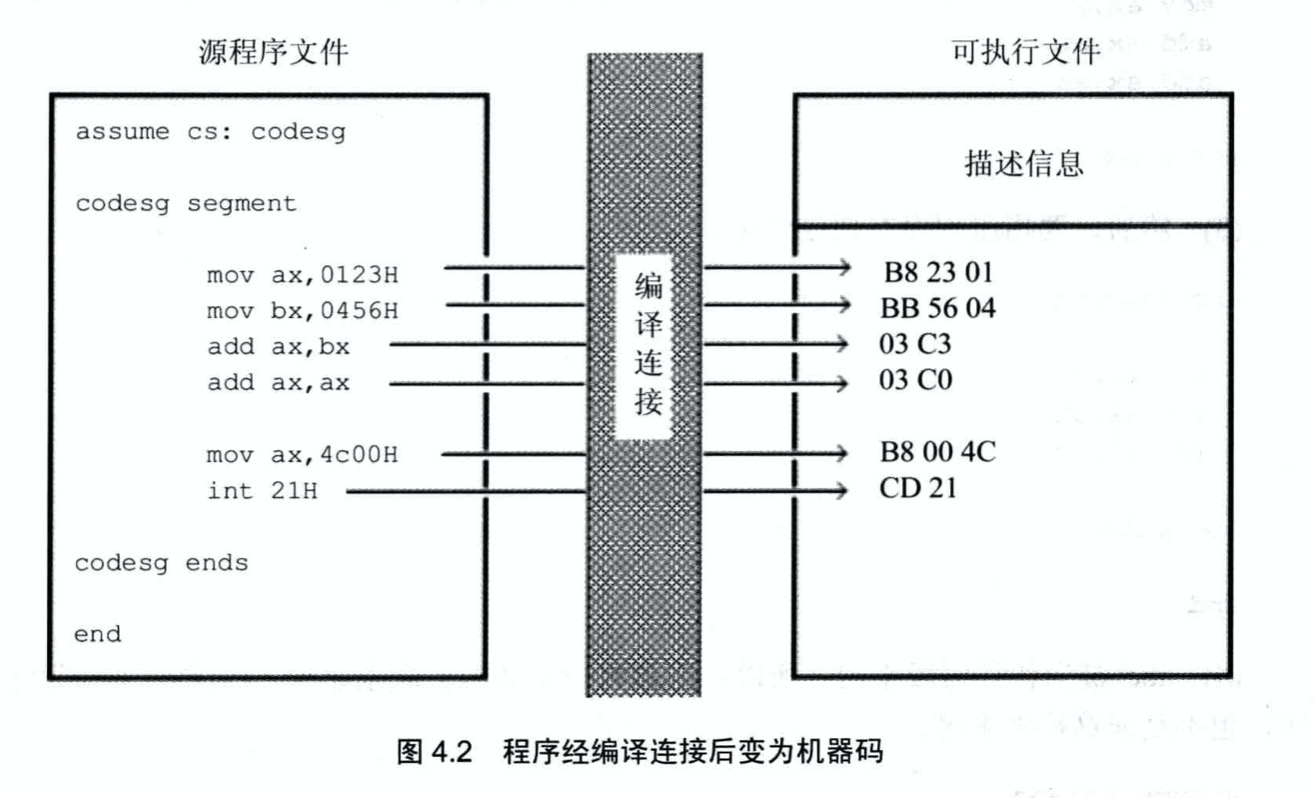 源程序文件
可执行文件
assume cs: codesg
codesg segment
mov ax,0123H
mov bx,0456H
add ax,bx
add ax,ax
mov ax,4c00H
int 21H
codesg ends
end
编译连接
描述信息
B8 23 01
BB 56 04
03 C3
03 C0
B8 00 4C
CD 21
图 4.2 程序经编译连接后变为机器码